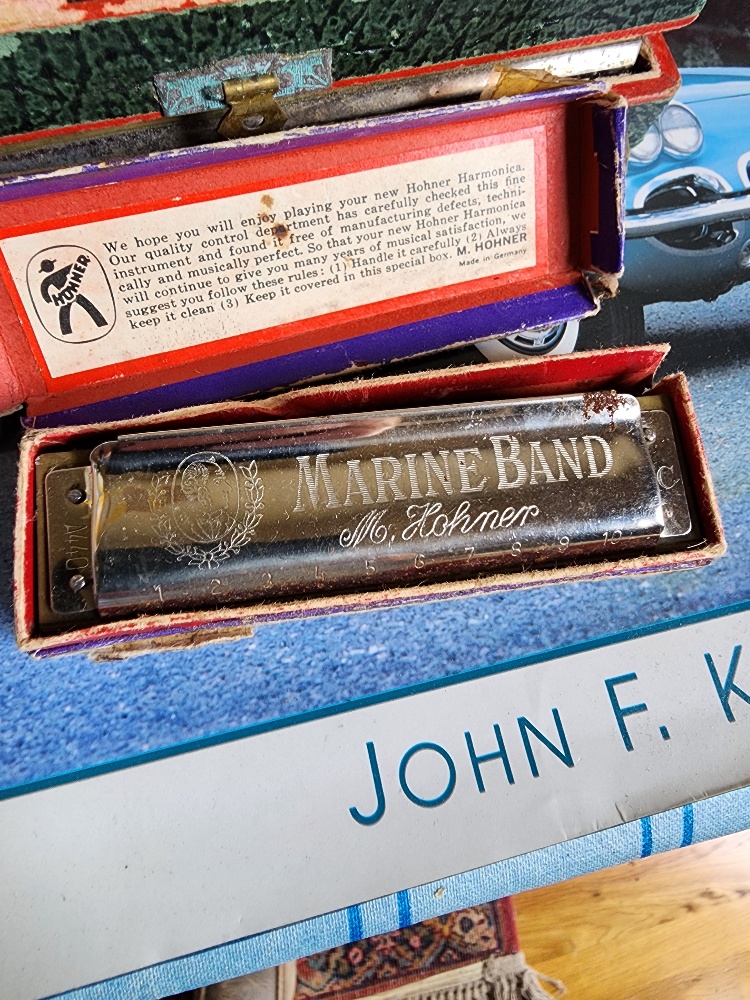 We hope you will enjoy playing your new Hohner Harmonica.
Our quality control department has carefully checked this fine
instrument and found it free of manufacturing defects, techni-
cally and musically perfect. So that your new Hohner Harmonica
will continue to give you many years of musical satisfaction, we
suggest you follow these rules: (1) Handle it carefully (2) Always
keep it clean (3) Keep it covered in this special box. M. HOHNER
Made in Germany
HOHNER
MARINE BAND
M. Hohner
A440
C
1 2 3 4 5 6 7 8 9 10
JOHN F. K